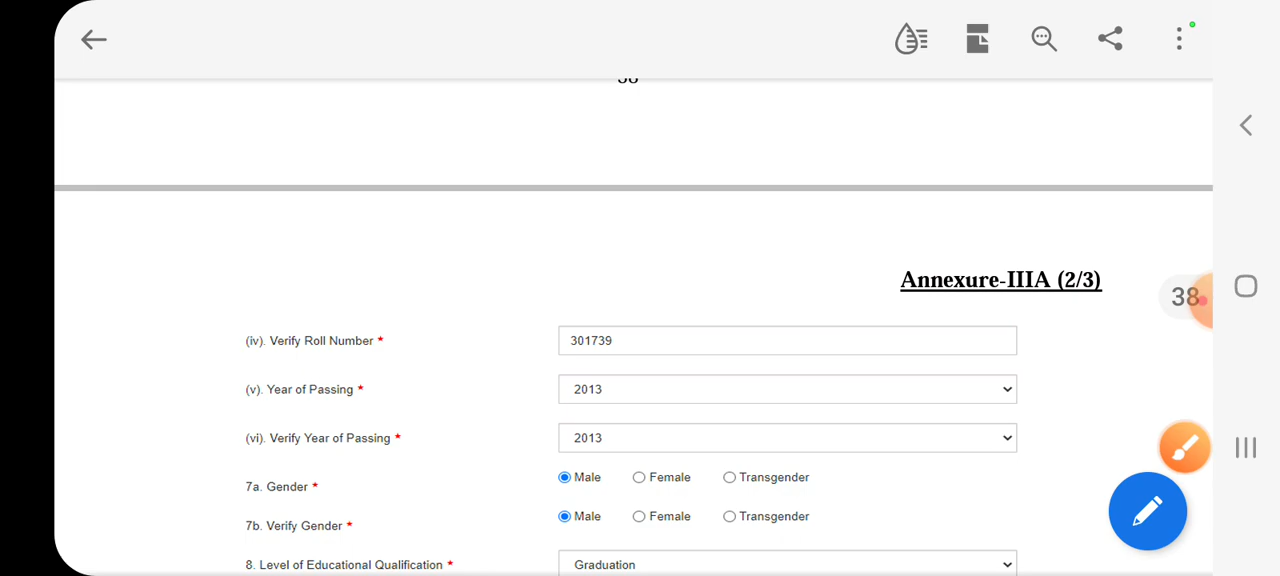 38
Annexure-IIIA (2/3)
38
(iv). Verify Roll Number * 301739
(v). Year of Passing * 2013
(vi). Verify Year of Passing * 2013
7a. Gender * Male Female Transgender
7b. Verify Gender * Male Female Transgender
8. Level of Educational Qualification * Graduation